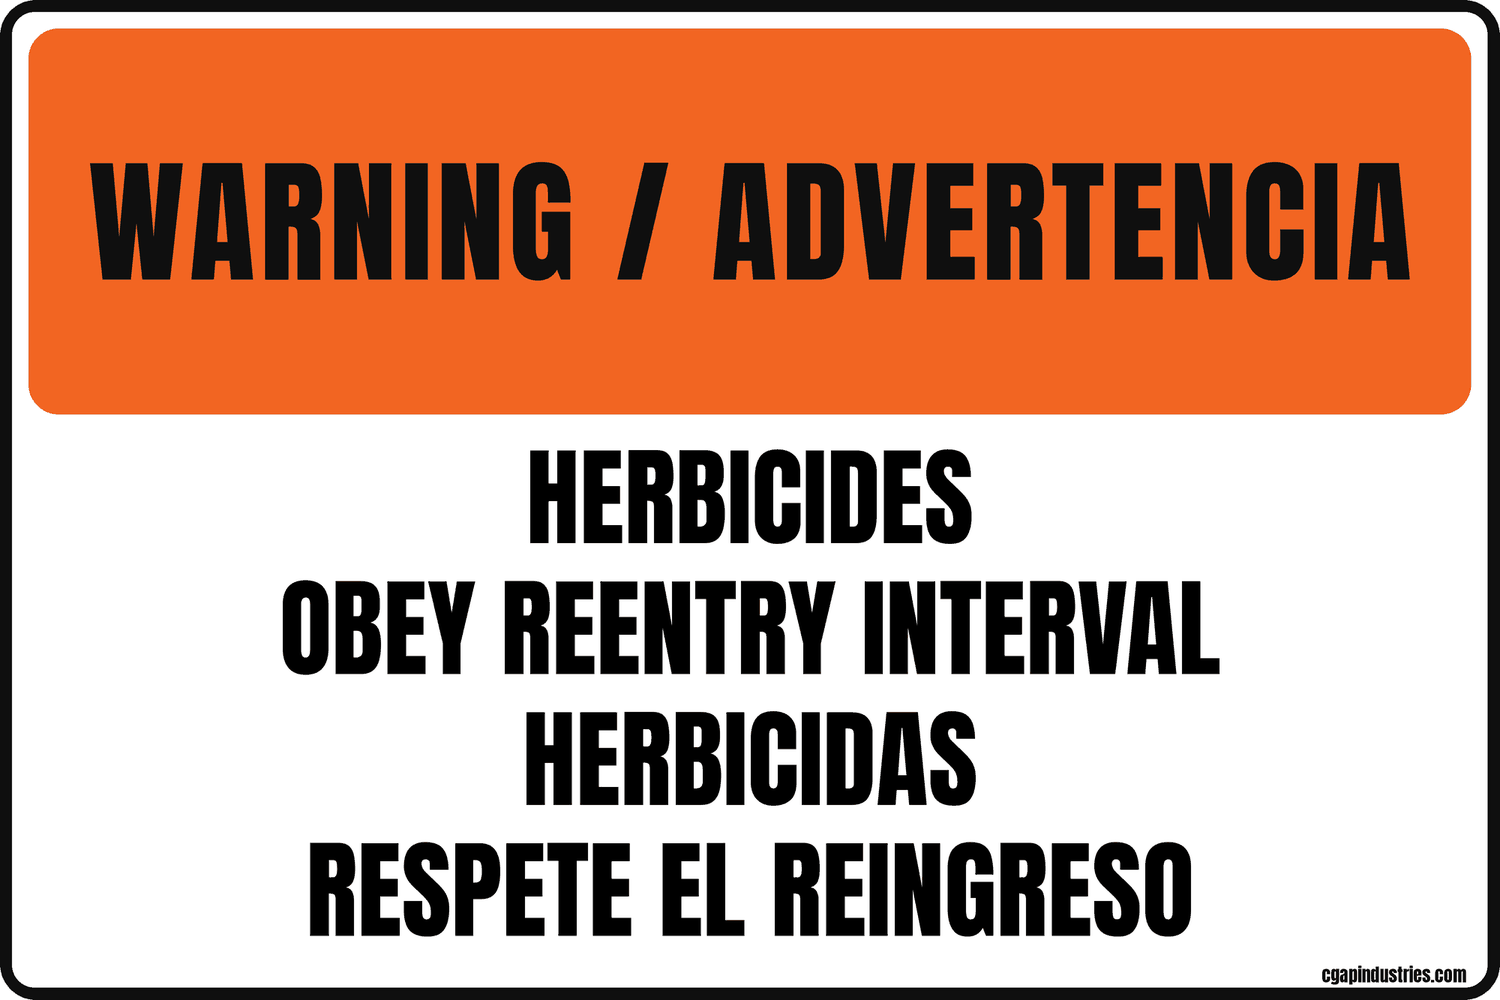 WARNING / ADVERTENCIA
HERBICIDES
OBEY REENTRY INTERVAL
HERBICIDAS
RESPETE EL REINGRESO
cgapindustries.com